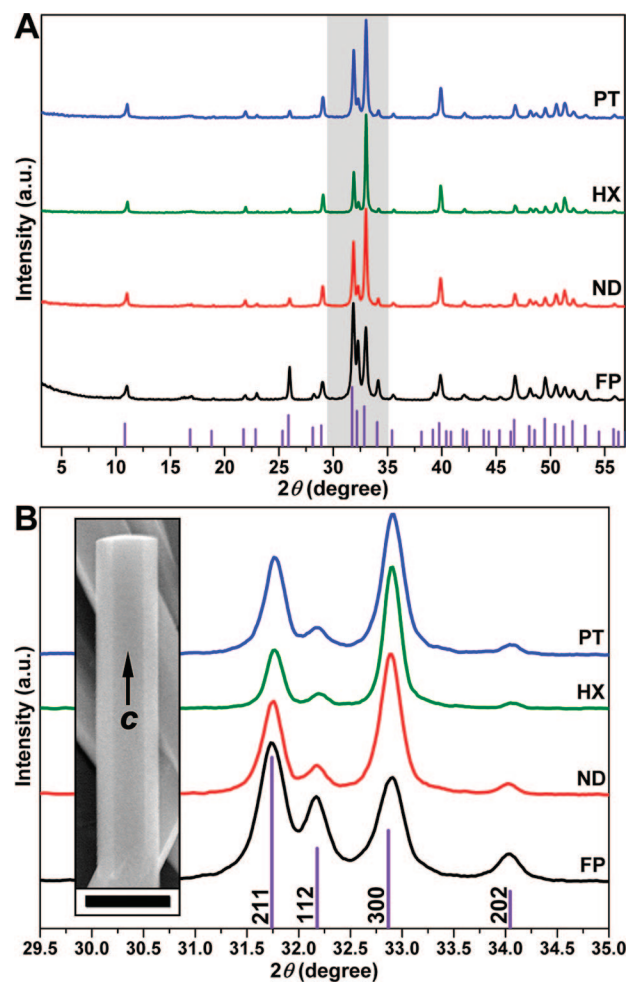 A
Intensity (a.u.)
PT
HX
ND
FP
5 10 15 20 25 30 35 40 45 50 55
2θ (degree)
B
Intensity (a.u.)
c
PT
HX
ND
FP
211 112 300 202
29.5 30.0 30.5 31.0 31.5 32.0 32.5 33.0 33.5 34.0 34.5 35.0
2θ (degree)